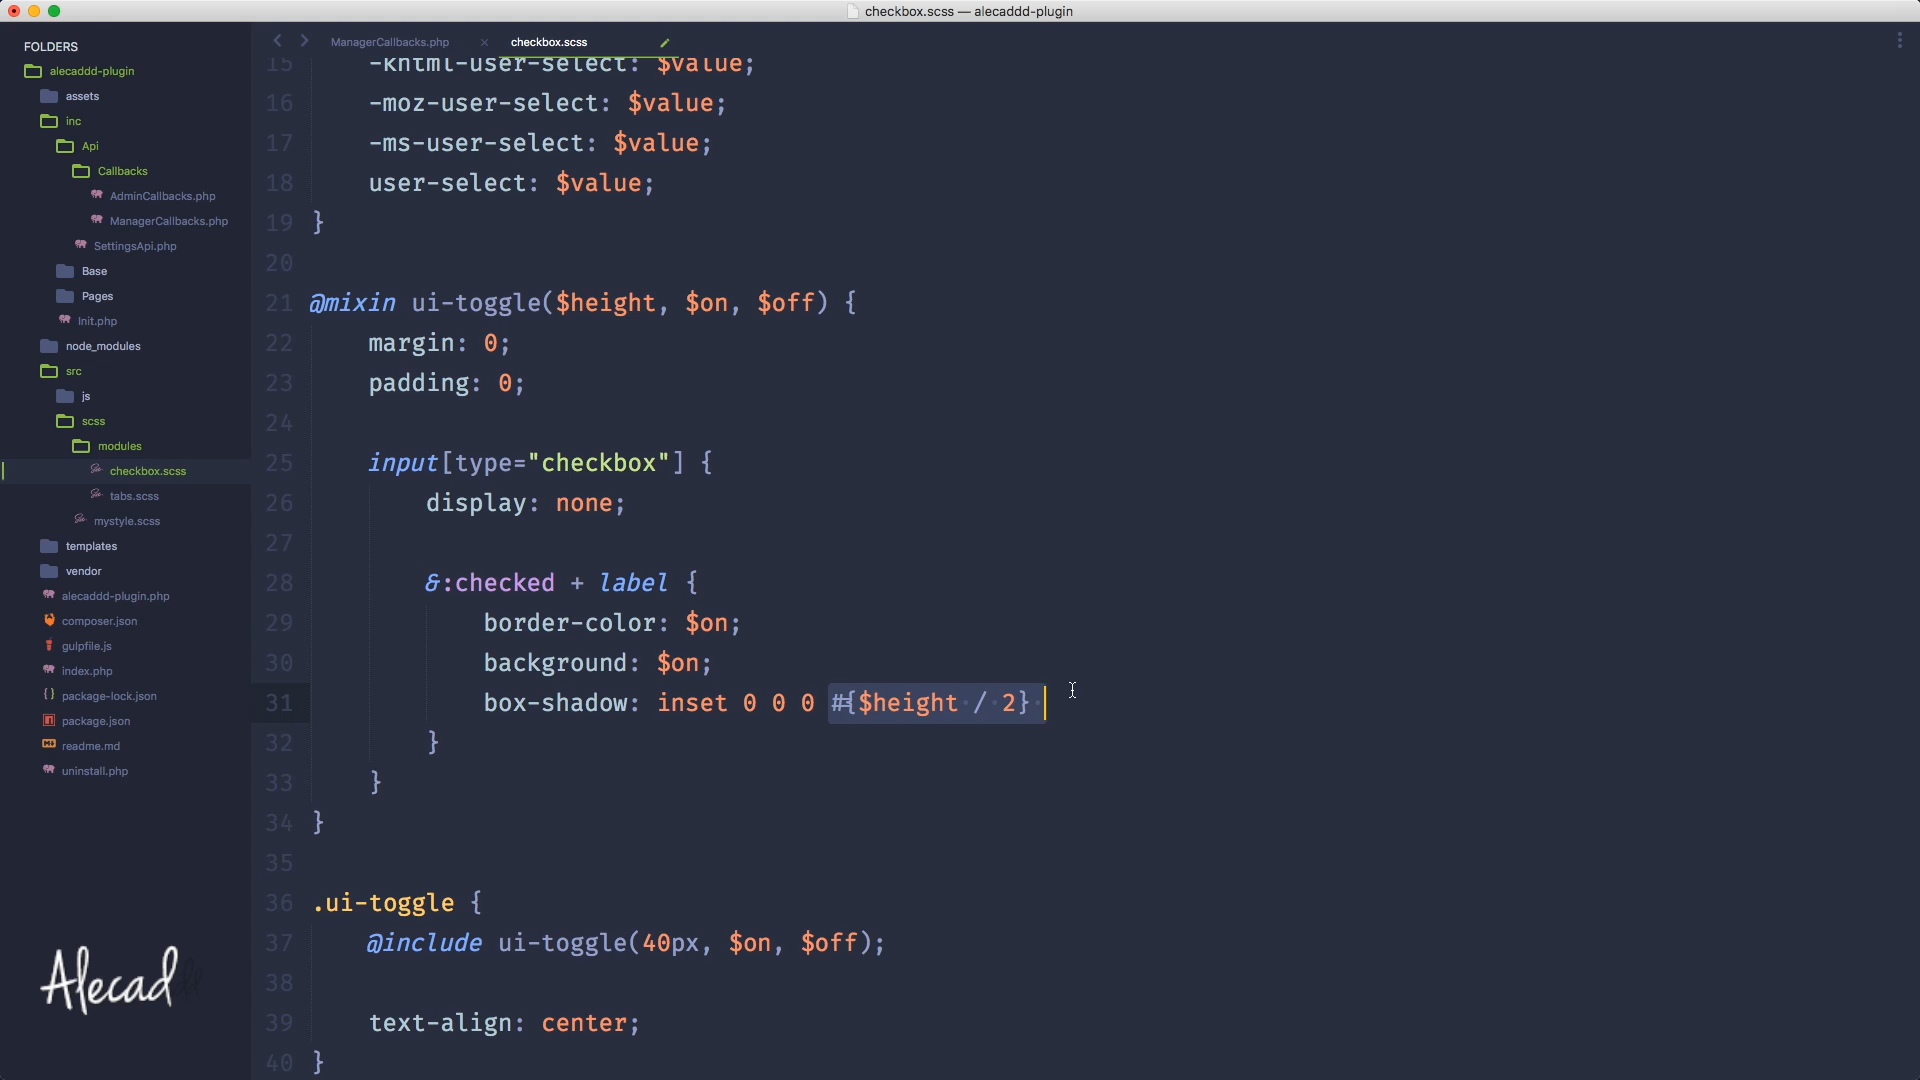 checkbox.scss — alecaddd-plugin
FOLDERS
alecaddd-plugin
assets
inc
Api
Callbacks
AdminCallbacks.php
ManagerCallbacks.php
SettingsApi.php
Base
Pages
Init.php
node_modules
src
js
scss
modules
checkbox.scss
tabs.scss
mystyle.scss
templates
vendor
alecaddd-plugin.php
composer.json
gulpfile.js
index.php
package-lock.json
package.json
readme.md
uninstall.php
Alecad
ManagerCallbacks.php
checkbox.scss
15 -khtml-user-select: $value;
16 -moz-user-select: $value;
17 -ms-user-select: $value;
18 user-select: $value;
19 }
20
21 @mixin ui-toggle($height, $on, $off) {
22 margin: 0;
23 padding: 0;
24
25 input[type="checkbox"] {
26 display: none;
27
28 &:checked + label {
29 border-color: $on;
30 background: $on;
31 box-shadow: inset 0 0 0 #{$height / 2}
32 }
33 }
34 }
35
36 .ui-toggle {
37 @include ui-toggle(40px, $on, $off);
38
39 text-align: center;
40 }